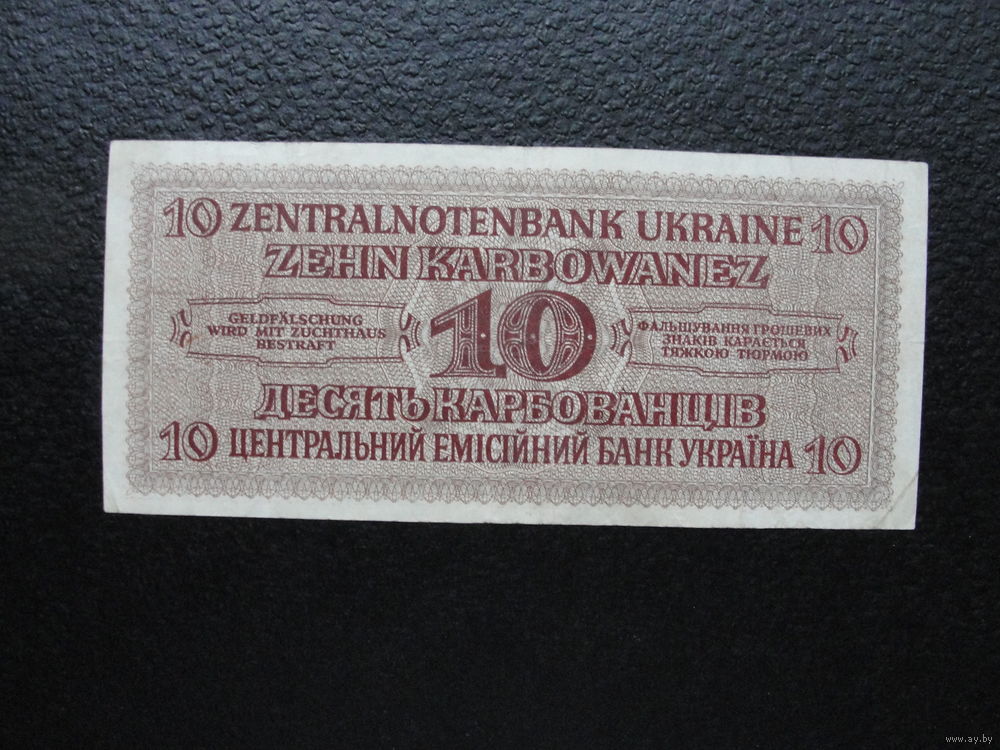 10 ZENTRALNOTENBANK UKRAINE 10
ZEHN KARBOWANEZ
GELDFÄLSCHUNG
WIRD MIT ZUCHTHAUS
BESTRAFT
10
ФАЛЬШУВАННЯ ГРОШЕВИХ
ЗНАКІВ КАРАЄТЬСЯ
ТЯЖКОЮ ТЮРМОЮ
ДЕСЯТЬ КАРБОВАНЦІВ
10 ЦЕНТРАЛЬНИЙ ЕМІСІЙНИЙ БАНК УКРАЇНА 10
www.ay.by